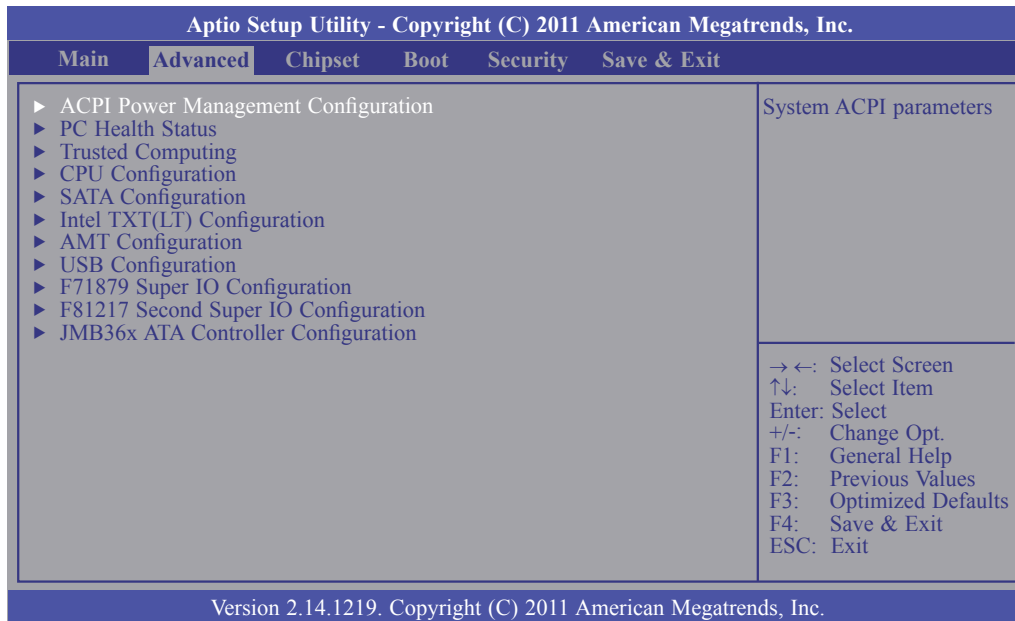 Aptio Setup Utility - Copyright (C) 2011 American Megatrends, Inc.
Main Advanced Chipset Boot Security Save & Exit
► ACPI Power Management Configuration
► PC Health Status
► Trusted Computing
► CPU Configuration
► SATA Configuration
► Intel TXT(LT) Configuration
► AMT Configuration
► USB Configuration
► F71879 Super IO Configuration
► F81217 Second Super IO Configuration
► JMB36x ATA Controller Configuration
System ACPI parameters
→ ←: Select Screen
↑↓: Select Item
Enter: Select
+/-: Change Opt.
F1: General Help
F2: Previous Values
F3: Optimized Defaults
F4: Save & Exit
ESC: Exit
Version 2.14.1219. Copyright (C) 2011 American Megatrends, Inc.